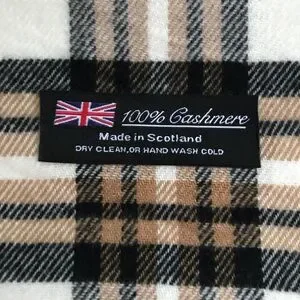 100% Cashmere
Made in Scotland
DRY CLEAN,OR HAND WASH COLD